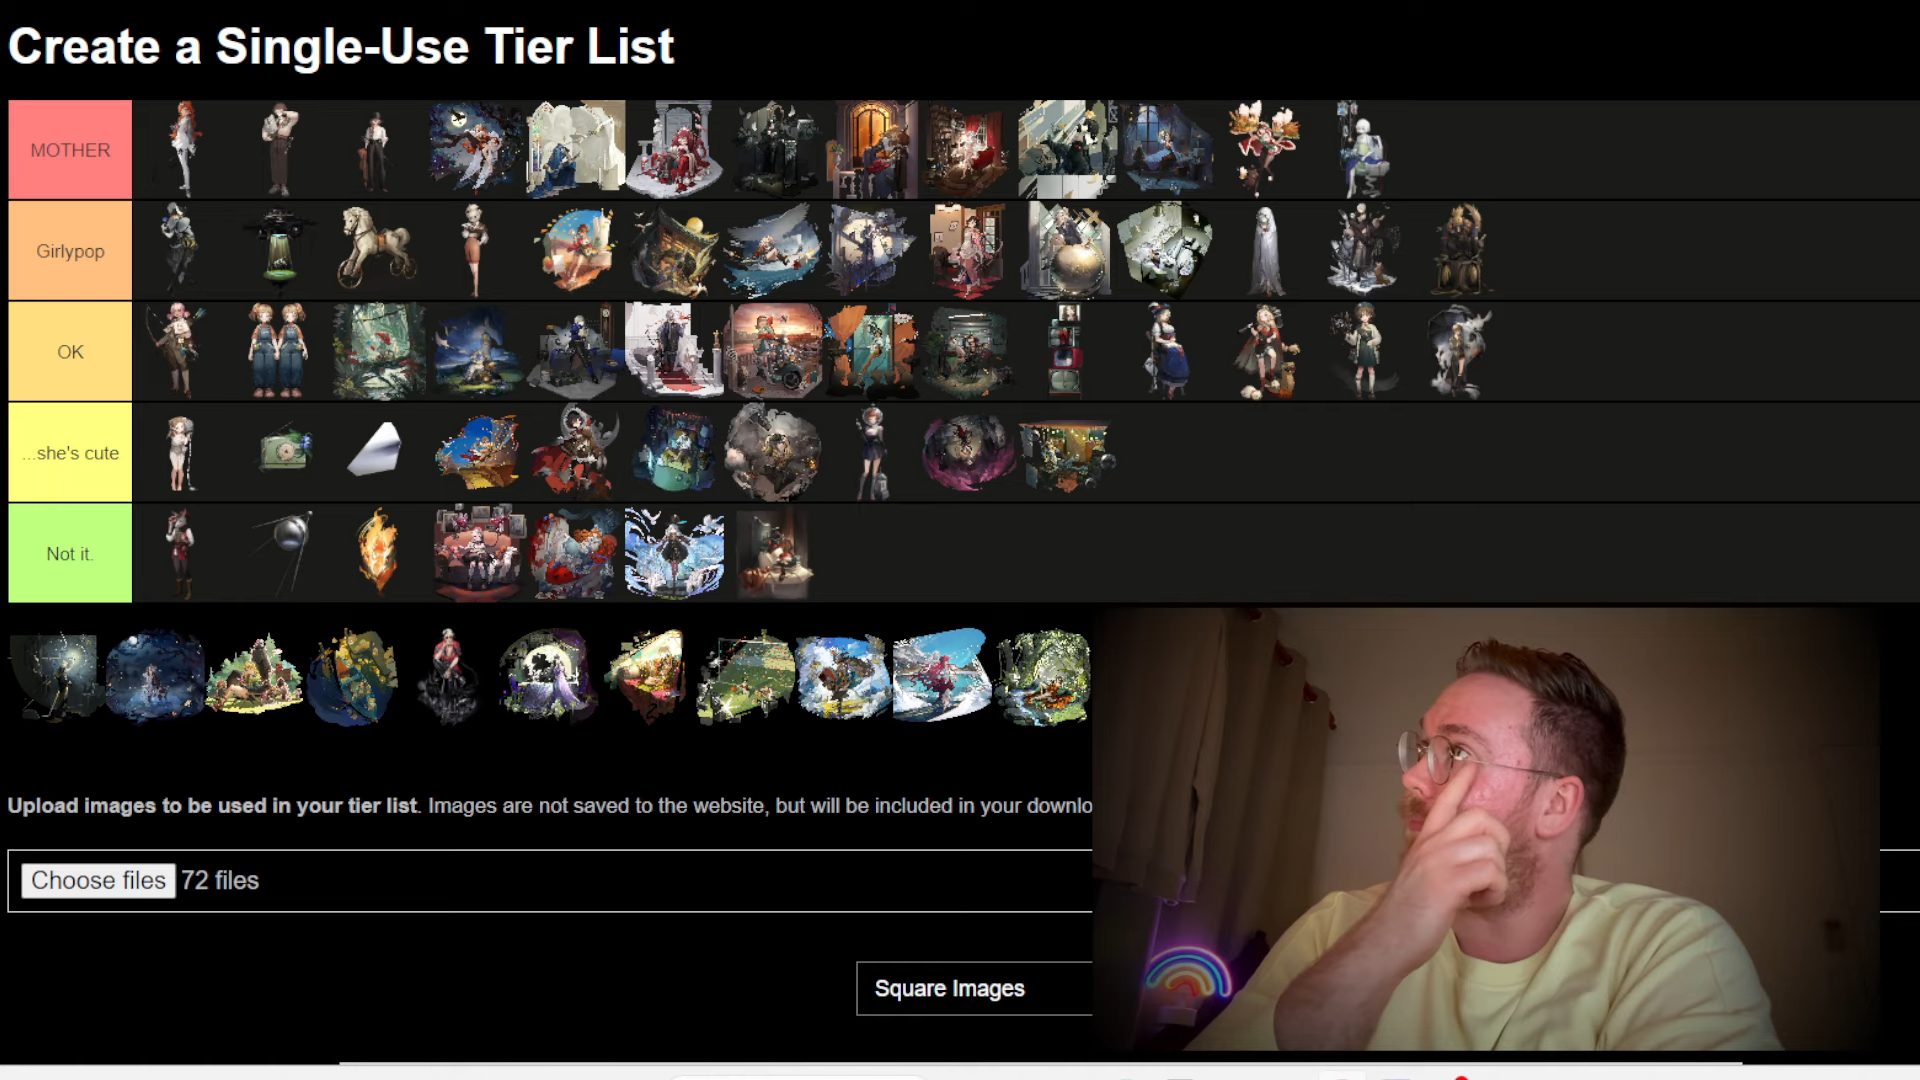 Create a Single-Use Tier List
MOTHER
Girlypop
OK
...she's cute
Not it.
Upload images to be used in your tier list. Images are not saved to the website, but will be included in your downlo
Choose files 72 files
Square Images